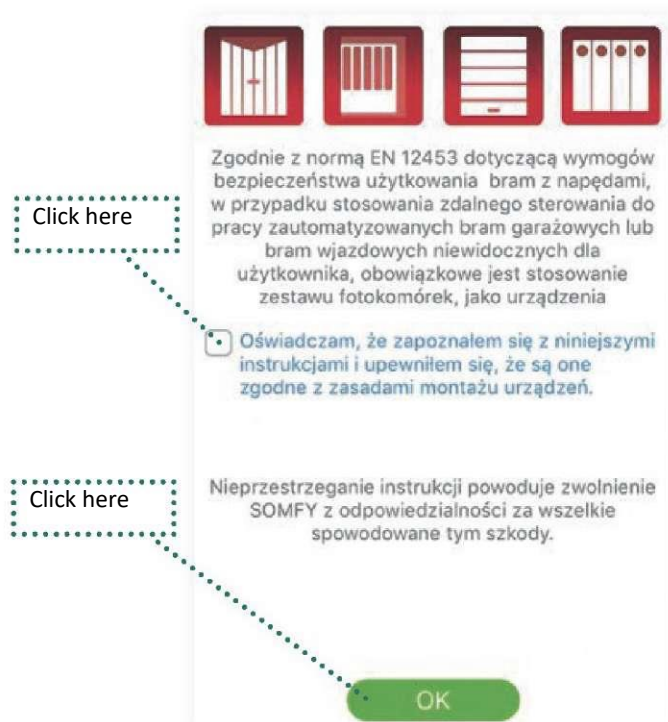 Zgodnie z normą EN 12453 dotyczącą wymogów
bezpieczeństwa użytkowania bram z napędami,
w przypadku stosowania zdalnego sterowania do
pracy zautomatyzowanych bram garażowych lub
bram wjazdowych niewidocznych dla
użytkownika, obowiązkowe jest stosowanie
zestawu fotokomórek, jako urządzenia
Click here
Oświadczam, że zapoznałem się z niniejszymi
instrukcjami i upewniłem się, że są one
zgodne z zasadami montażu urządzeń.
Click here
Nieprzestrzeganie instrukcji powoduje zwolnienie
SOMFY z odpowiedzialności za wszelkie
spowodowane tym szkody.
OK